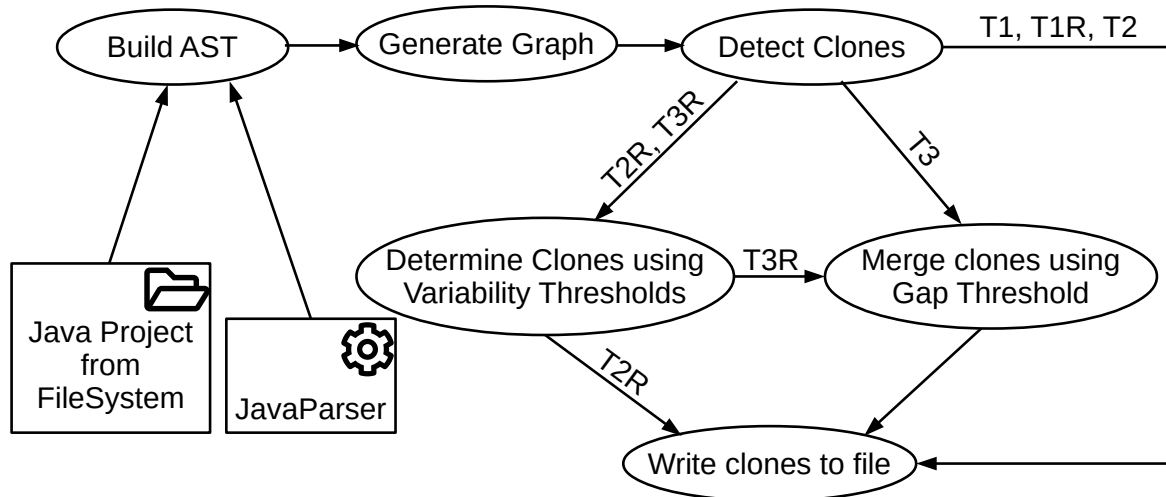 Build AST
Generate Graph
Detect Clones
T1, T1R, T2
T2R, T3R
T3
Determine Clones using
Variability Thresholds
T3R
Merge clones using
Gap Threshold
Java Project
from
FileSystem
JavaParser
T2R
Write clones to file